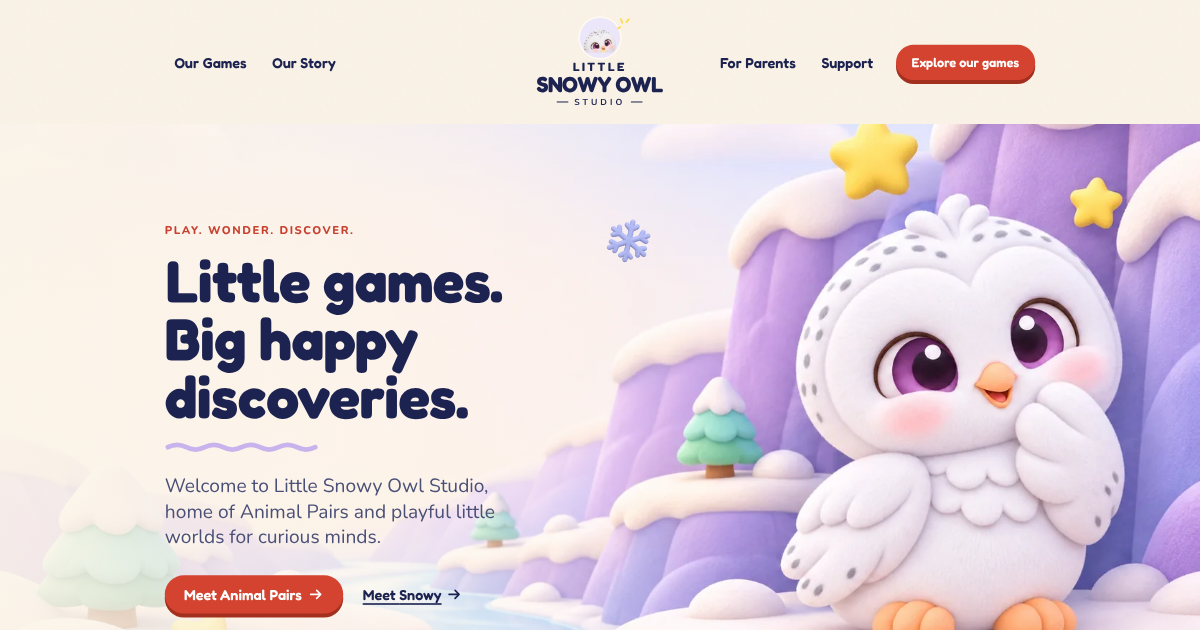 Our Games
Our Story
LITTLE
SNOWY OWL
STUDIO
For Parents
Support
Explore our games
PLAY. WONDER. DISCOVER.
Little games.
Big happy
discoveries.
Welcome to Little Snowy Owl Studio,
home of Animal Pairs and playful little
worlds for curious minds.
Meet Animal Pairs →
Meet Snowy →